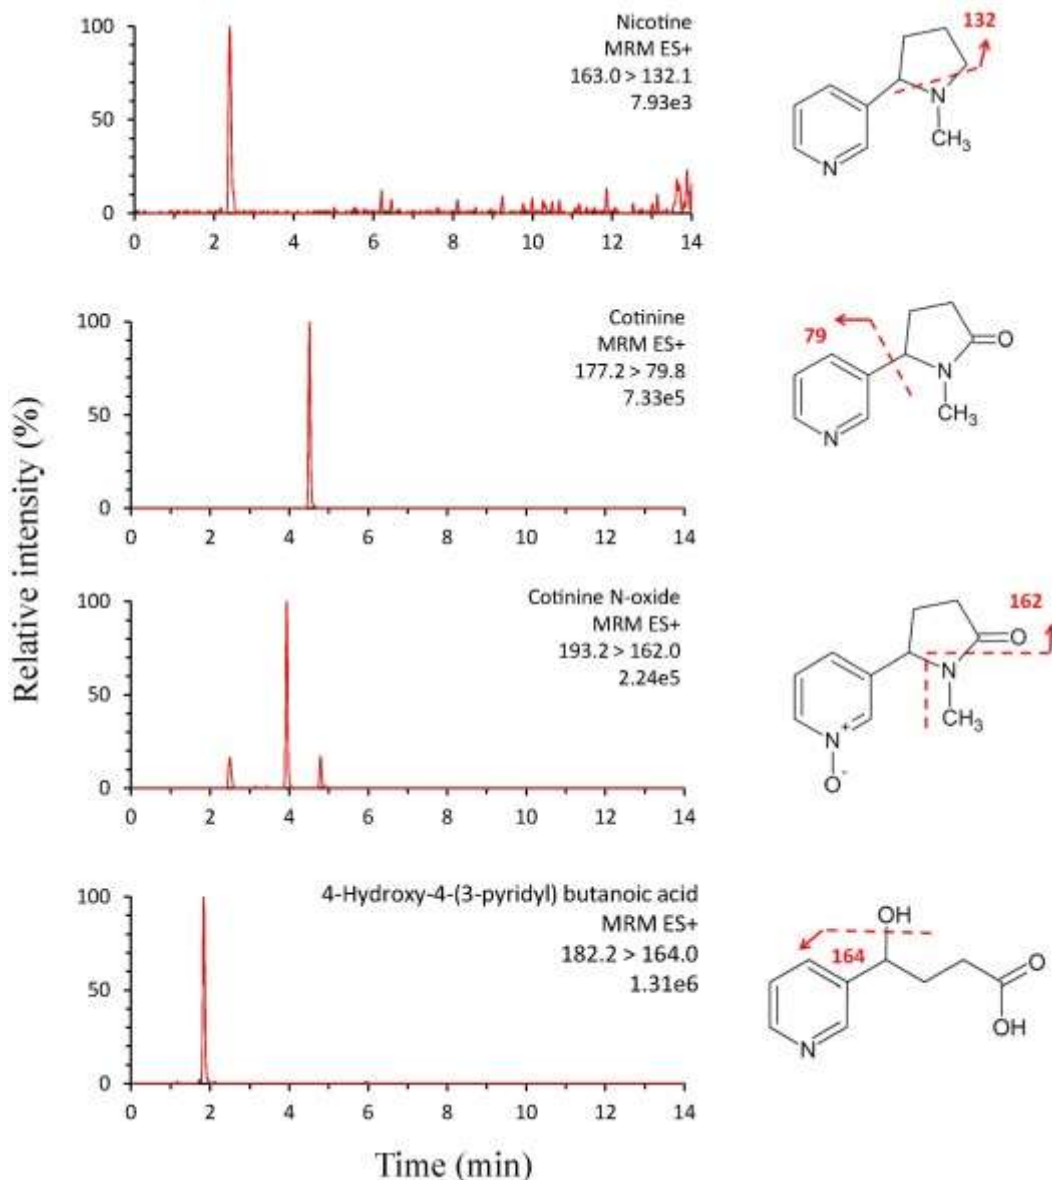 Relative intensity (%)
Nicotine
MRM ES+
163.0 > 132.1
7.93e3
100
50
0
0 2 4 6 8 10 12 14
132
N
N
CH₃
Cotinine
MRM ES+
177.2 > 79.8
7.33e5
100
50
0
0 2 4 6 8 10 12 14
79
O
N
N
CH₃
Cotinine N-oxide
MRM ES+
193.2 > 162.0
2.24e5
100
50
0
0 2 4 6 8 10 12 14
162
O
N
CH₃
N+
O-
4-Hydroxy-4-(3-pyridyl) butanoic acid
MRM ES+
182.2 > 164.0
1.31e6
100
50
0
0 2 4 6 8 10 12 14
OH
164
O
OH
N
Time (min)